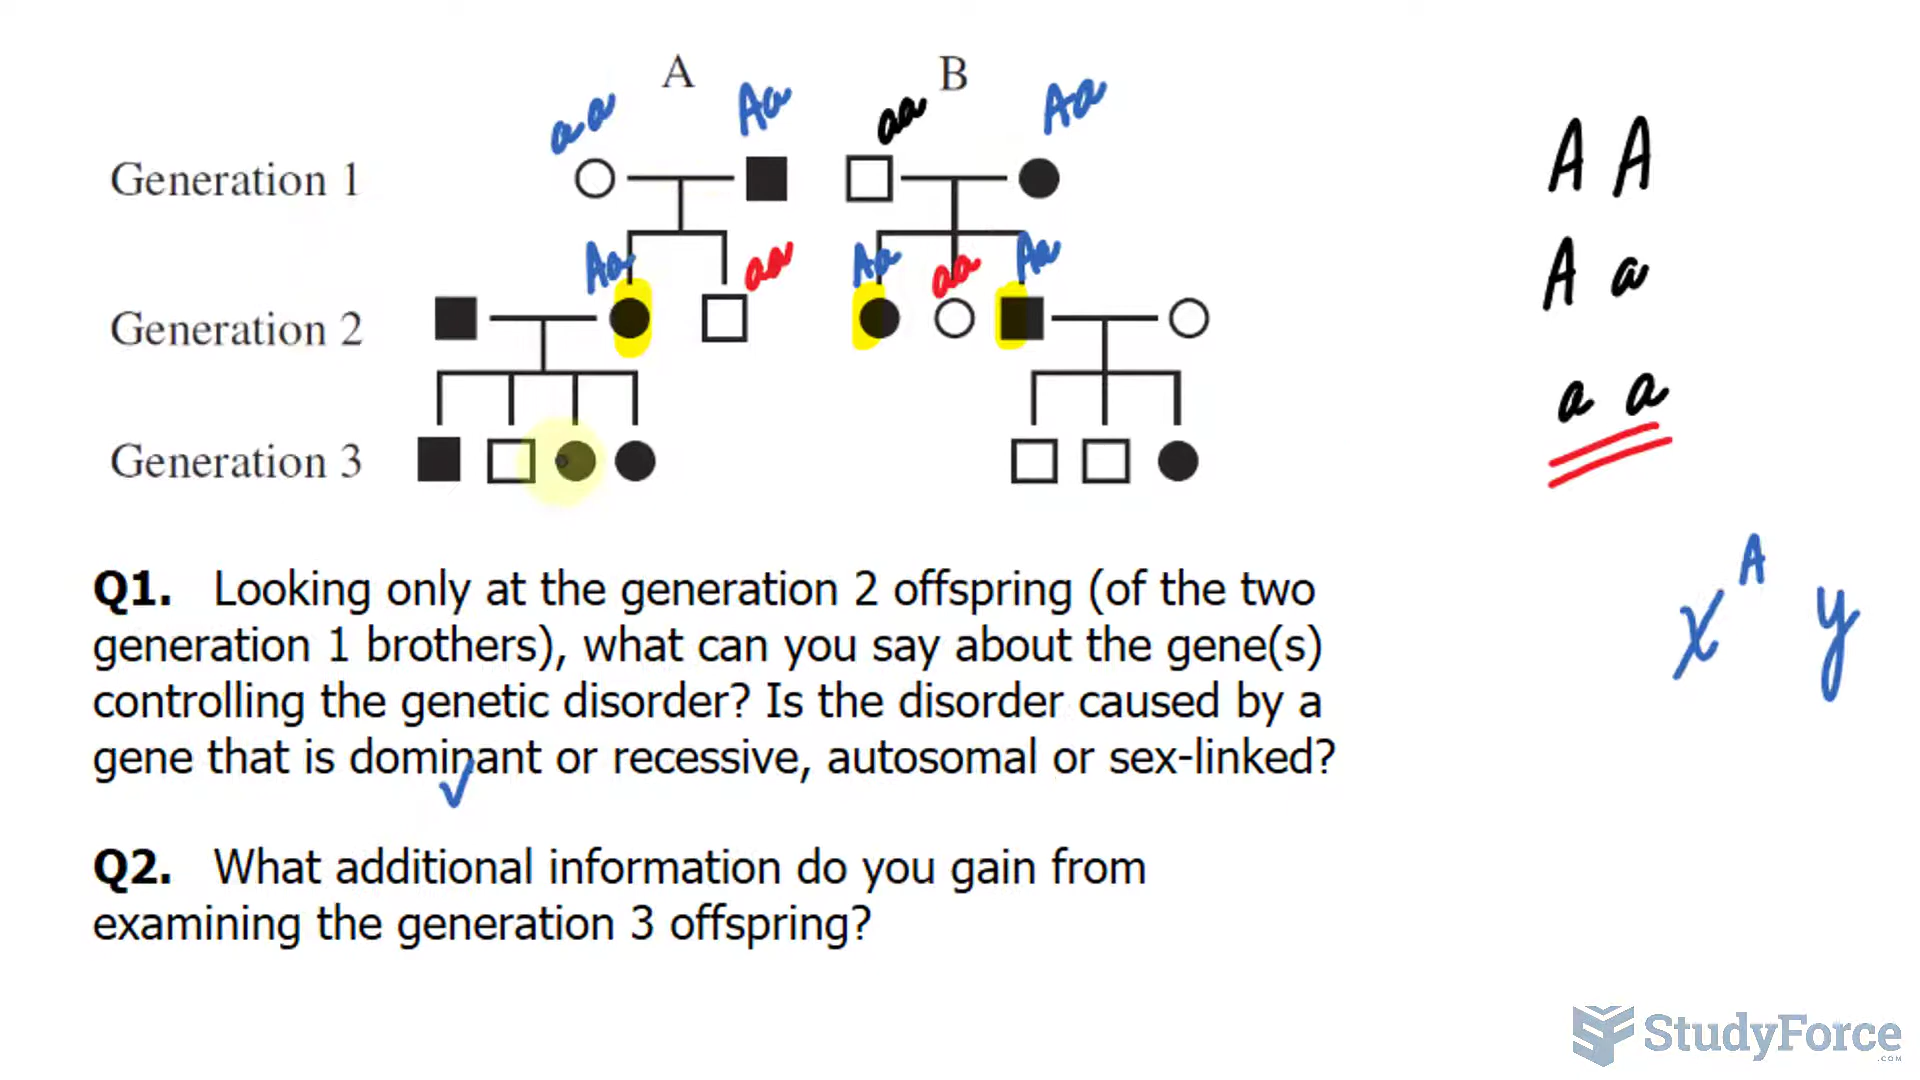 A B
aa Aa aa Aa
Generation 1
Aa aa Aa aa Aa
Generation 2
Generation 3
A A
A a
a a
X^A y
Q1. Looking only at the generation 2 offspring (of the two
generation 1 brothers), what can you say about the gene(s)
controlling the genetic disorder? Is the disorder caused by a
gene that is dominant or recessive, autosomal or sex-linked?
✓
Q2. What additional information do you gain from
examining the generation 3 offspring?
StudyForce
.COM